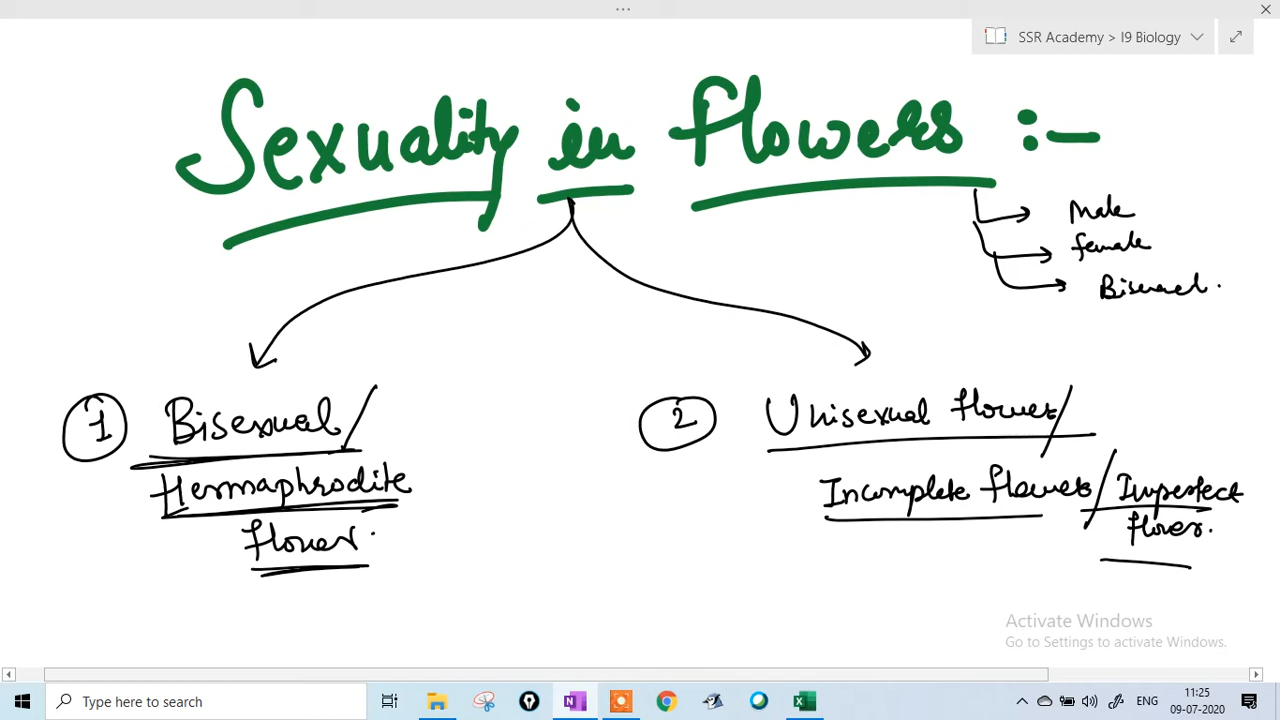 SSR Academy > I9 Biology
Sexuality in flowers :-
Male
female
Bisexual.
1 Bisexual/
Hermaphrodite
flower.
2 Unisexual flower/
Incomplete flowers/Imperfect
flower.
Activate Windows
Go to Settings to activate Windows.
Type here to search
ENG
11:25
09-07-2020